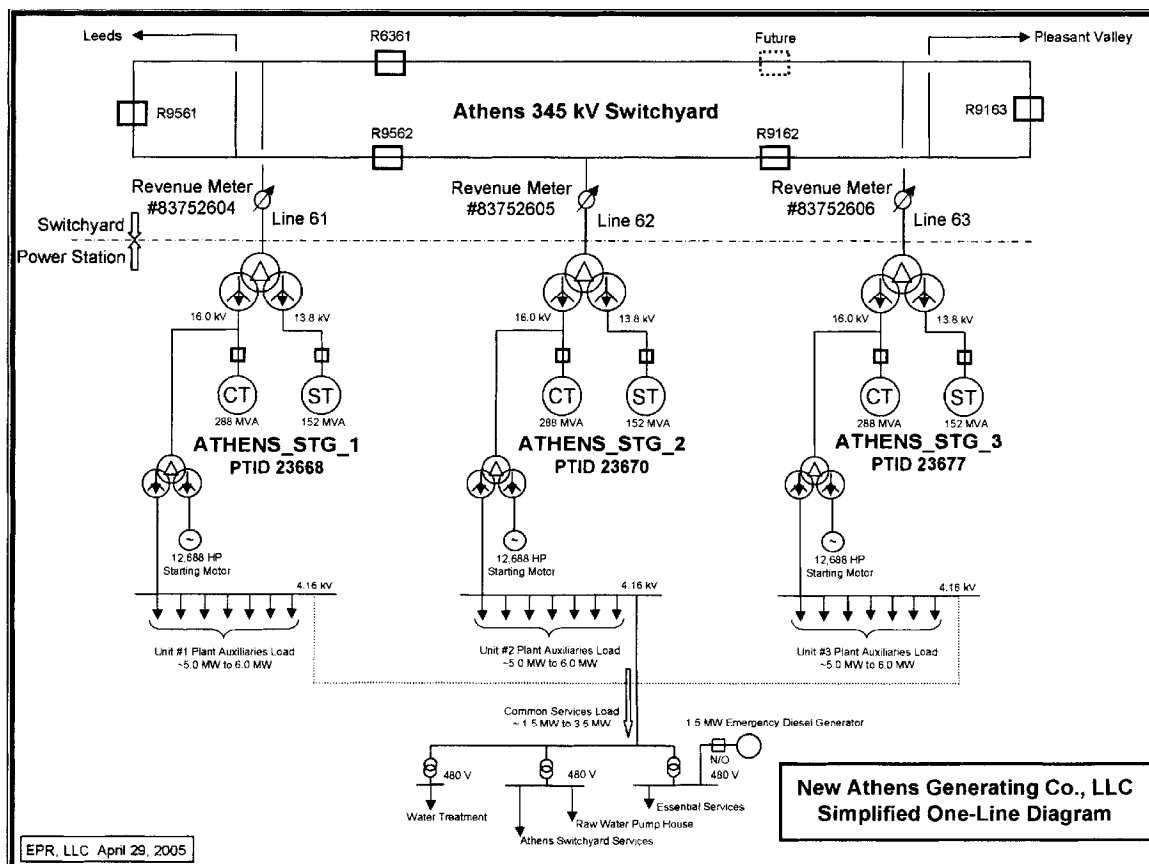 Leeds
R6361
Future
Pleasant Valley
R9561
Athens 345 kV Switchyard
R9163
R9562
R9162
Revenue Meter
#83752604
Line 61
Revenue Meter
#83752605
Line 62
Revenue Meter
#83752606
Line 63
Switchyard
Power Station
16.0 kV
13.8 kV
16.0 kV
13.8 kV
16.0 kV
13.8 kV
CT
ST
CT
ST
CT
ST
288 MVA
152 MVA
288 MVA
152 MVA
288 MVA
152 MVA
ATHENS_STG_1
PTID 23668
ATHENS_STG_2
PTID 23670
ATHENS_STG_3
PTID 23677
~
12,688 HP
Starting Motor
~
12,688 HP
Starting Motor
~
12,688 HP
Starting Motor
4.16 kV
4.16 kV
4.16 kV
Unit #1 Plant Auxiliaries Load
~5.0 MW to 6.0 MW
Unit #2 Plant Auxiliaries Load
~5.0 MW to 6.0 MW
Unit #3 Plant Auxiliaries Load
~5.0 MW to 6.0 MW
Common Services Load
~ 1.5 MW to 3.5 MW
1.5 MW Emergency Diesel Generator
N/O
480 V
480 V
480 V
Water Treatment
Raw Water Pump House
Athens Switchyard Services
Essential Services
New Athens Generating Co., LLC
Simplified One-Line Diagram
EPR, LLC April 29, 2005